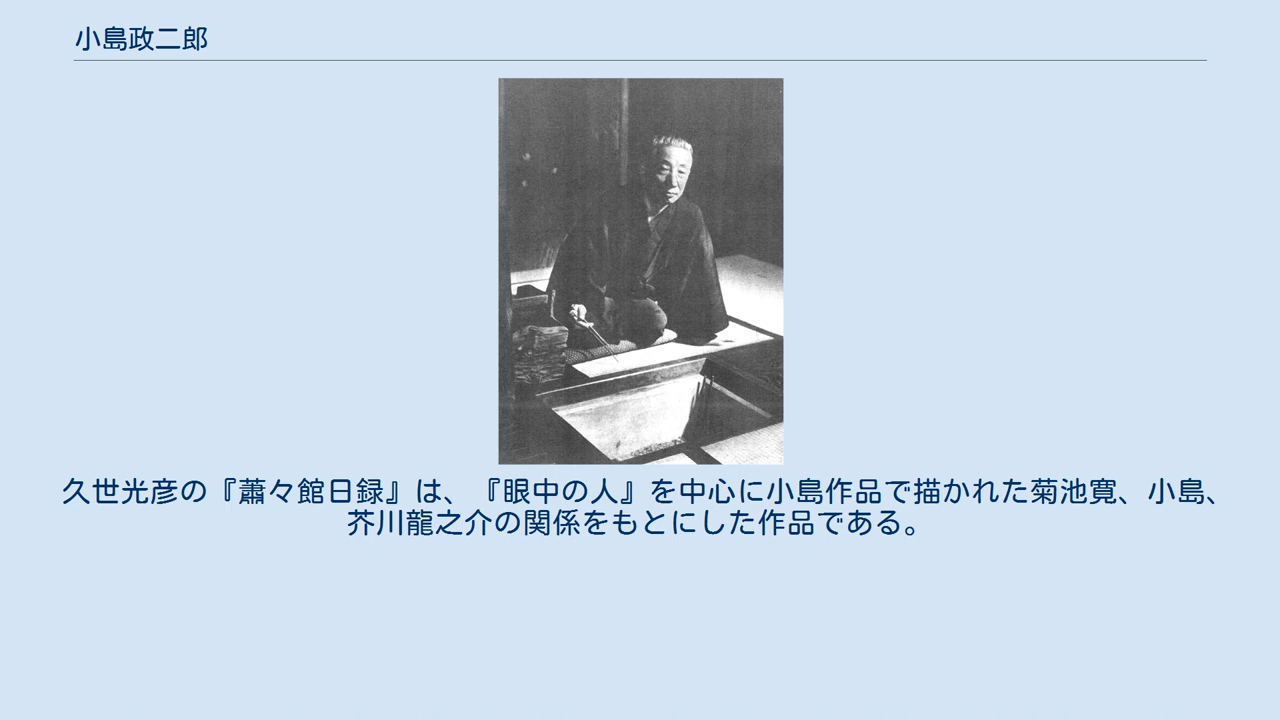 小島政二郎
久世光彦の『蕭々館日録』は、『眼中の人』を中心に小島作品で描かれた菊池寛、小島、
芥川龍之介の関係をもとにした作品である。